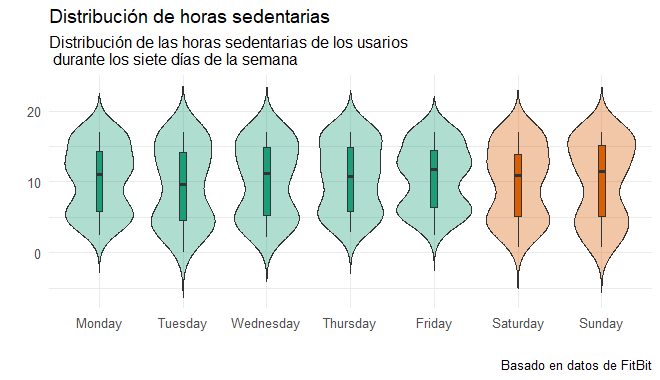 Distribución de horas sedentarias
Distribución de las horas sedentarias de los usarios
durante los siete días de la semana
20
10
0
Monday Tuesday Wednesday Thursday Friday Saturday Sunday
Basado en datos de FitBit